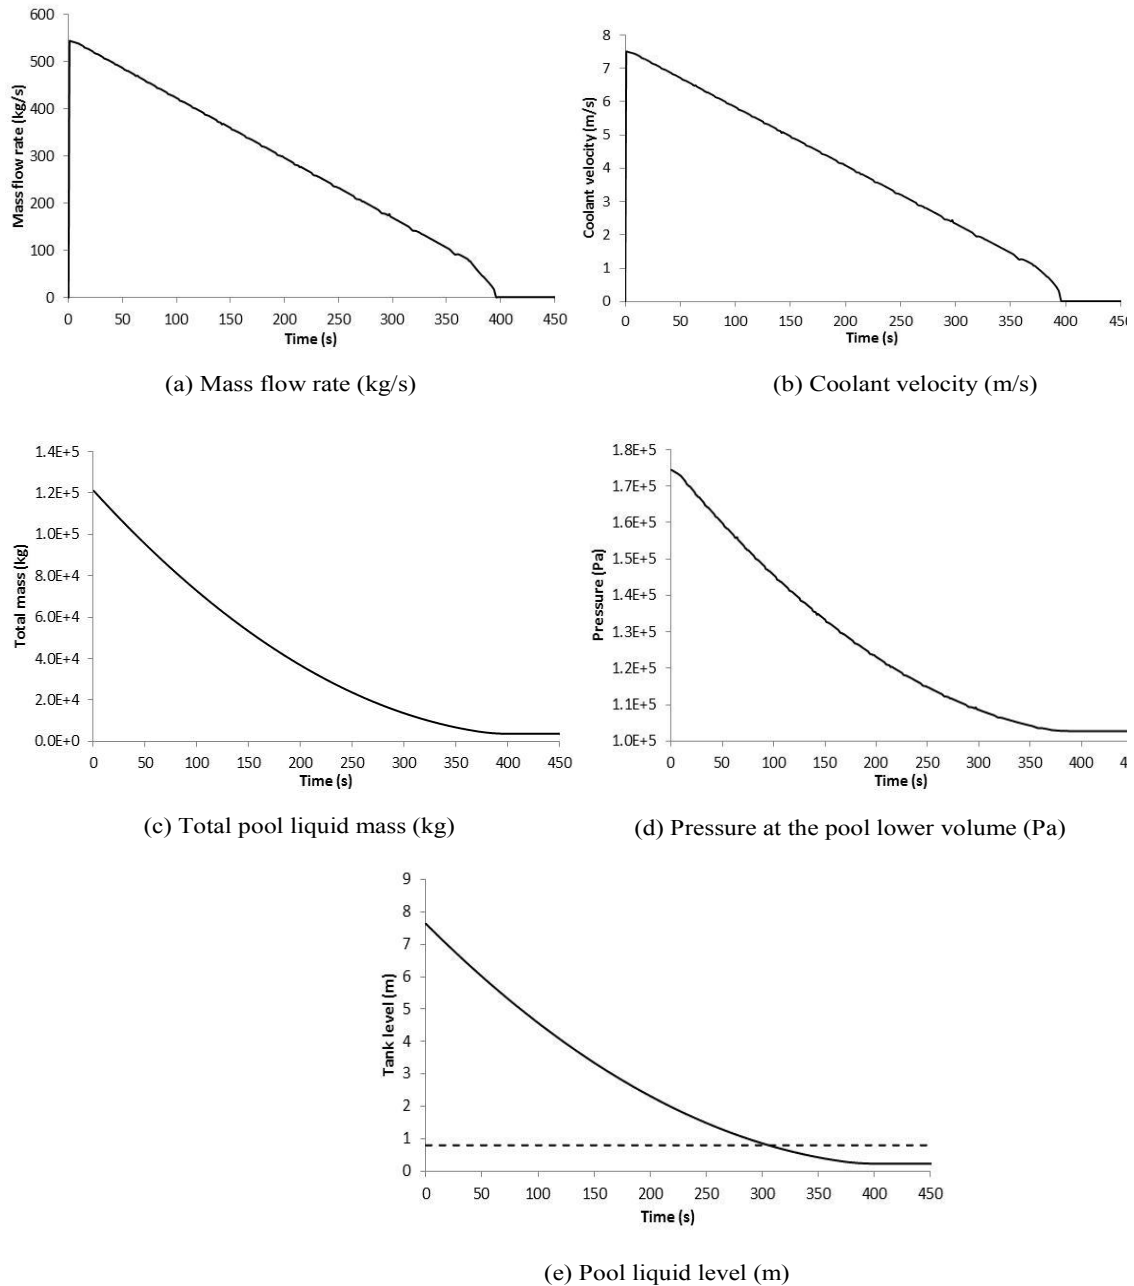 600
500
400
300
200
100
0
Mass flow rate (kg/s)
0 50 100 150 200 250 300 350 400 450
Time (s)
(a) Mass flow rate (kg/s)
8
7
6
5
4
3
2
1
0
Coolant velocity (m/s)
0 50 100 150 200 250 300 350 400 450
Time (s)
(b) Coolant velocity (m/s)
1.4E+5
1.2E+5
1.0E+5
8.0E+4
6.0E+4
4.0E+4
2.0E+4
0.0E+0
Total mass (kg)
0 50 100 150 200 250 300 350 400 450
Time (s)
(c) Total pool liquid mass (kg)
1.8E+5
1.7E+5
1.6E+5
1.5E+5
1.4E+5
1.3E+5
1.2E+5
1.1E+5
1.0E+5
Pressure (Pa)
0 50 100 150 200 250 300 350 400
Time (s)
(d) Pressure at the pool lower volume (Pa)
9
8
7
6
5
4
3
2
1
0
Tank level (m)
0 50 100 150 200 250 300 350 400 450
Time (s)
(e) Pool liquid level (m)